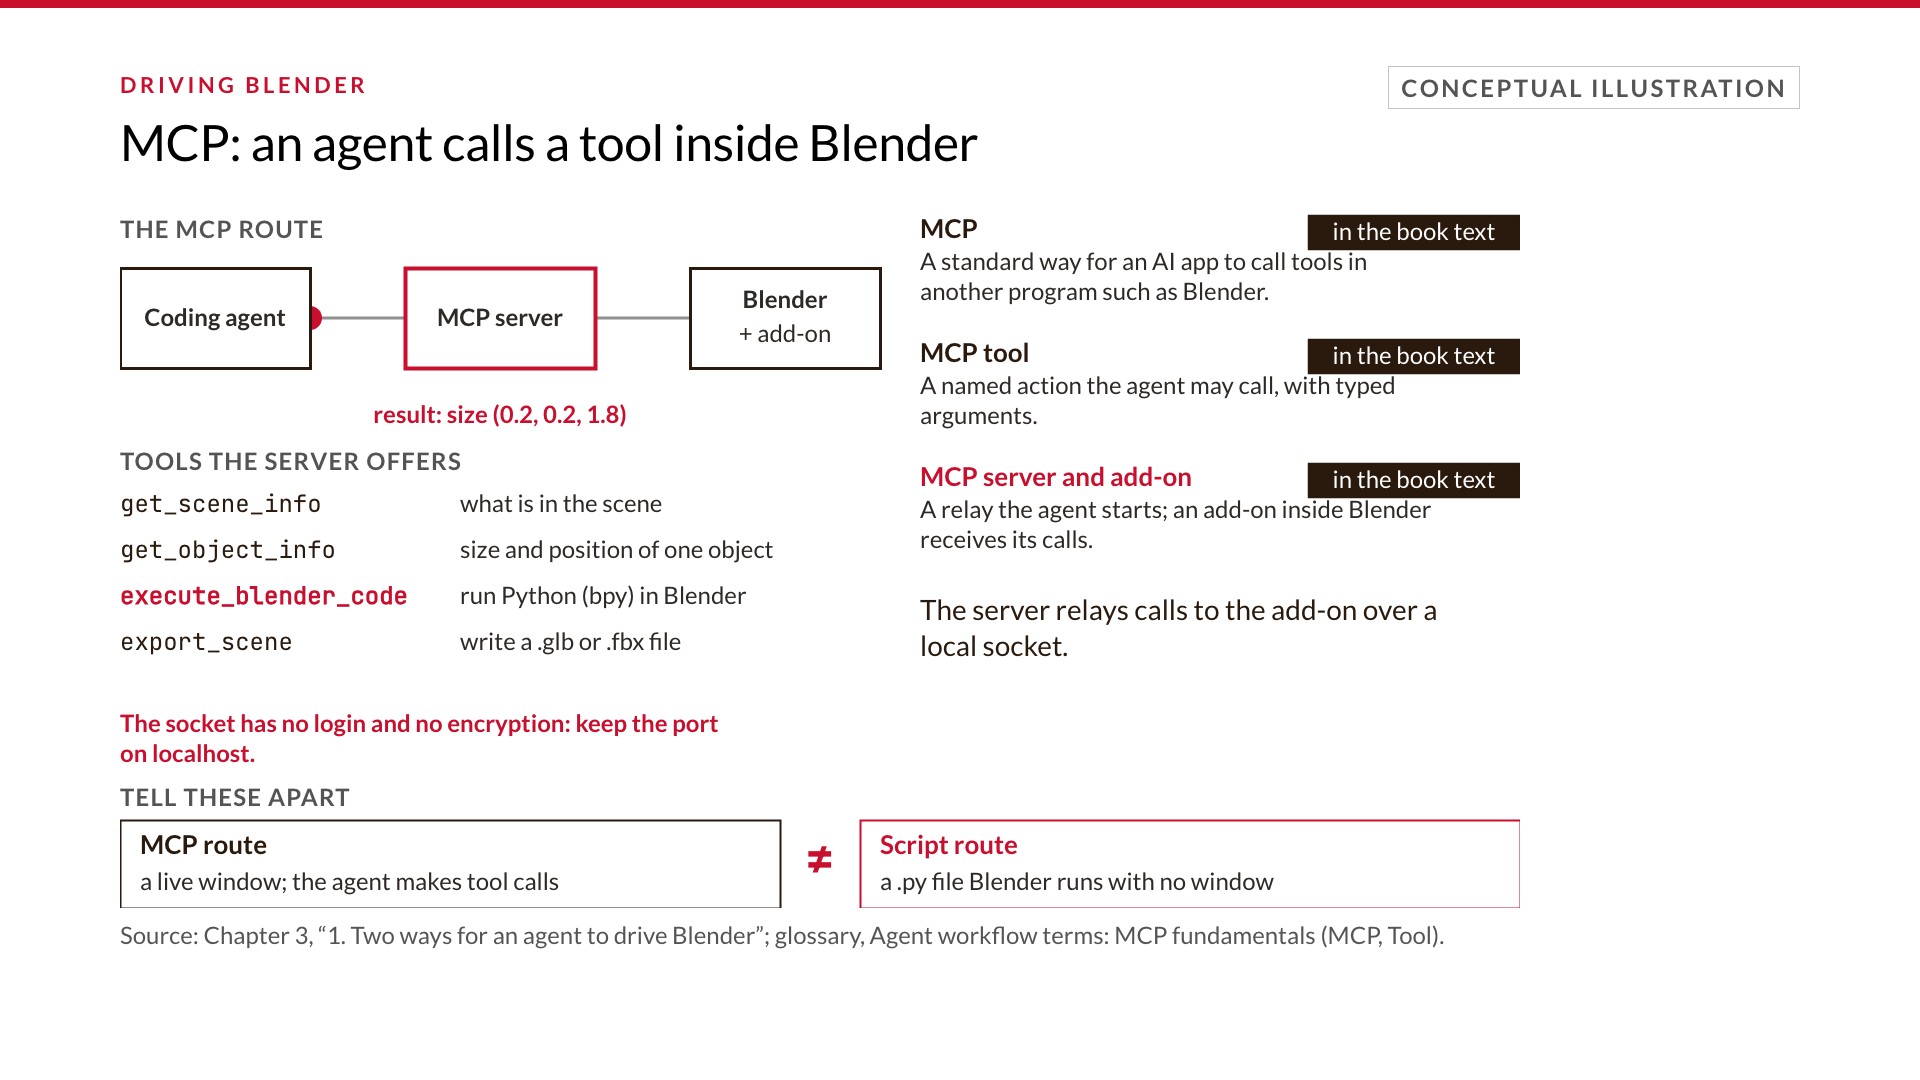 DRIVING BLENDER
CONCEPTUAL ILLUSTRATION
MCP: an agent calls a tool inside Blender
THE MCP ROUTE
Coding agent
MCP server
Blender
+ add-on
result: size (0.2, 0.2, 1.8)
TOOLS THE SERVER OFFERS
get_scene_info what is in the scene
get_object_info size and position of one object
execute_blender_code run Python (bpy) in Blender
export_scene write a .glb or .fbx file
The socket has no login and no encryption: keep the port
on localhost.
MCP in the book text
A standard way for an AI app to call tools in
another program such as Blender.
MCP tool in the book text
A named action the agent may call, with typed
arguments.
MCP server and add-on in the book text
A relay the agent starts; an add-on inside Blender
receives its calls.
The server relays calls to the add-on over a
local socket.
TELL THESE APART
MCP route
a live window; the agent makes tool calls
≠
Script route
a .py file Blender runs with no window
Source: Chapter 3, “1. Two ways for an agent to drive Blender”; glossary, Agent workflow terms: MCP fundamentals (MCP, Tool).